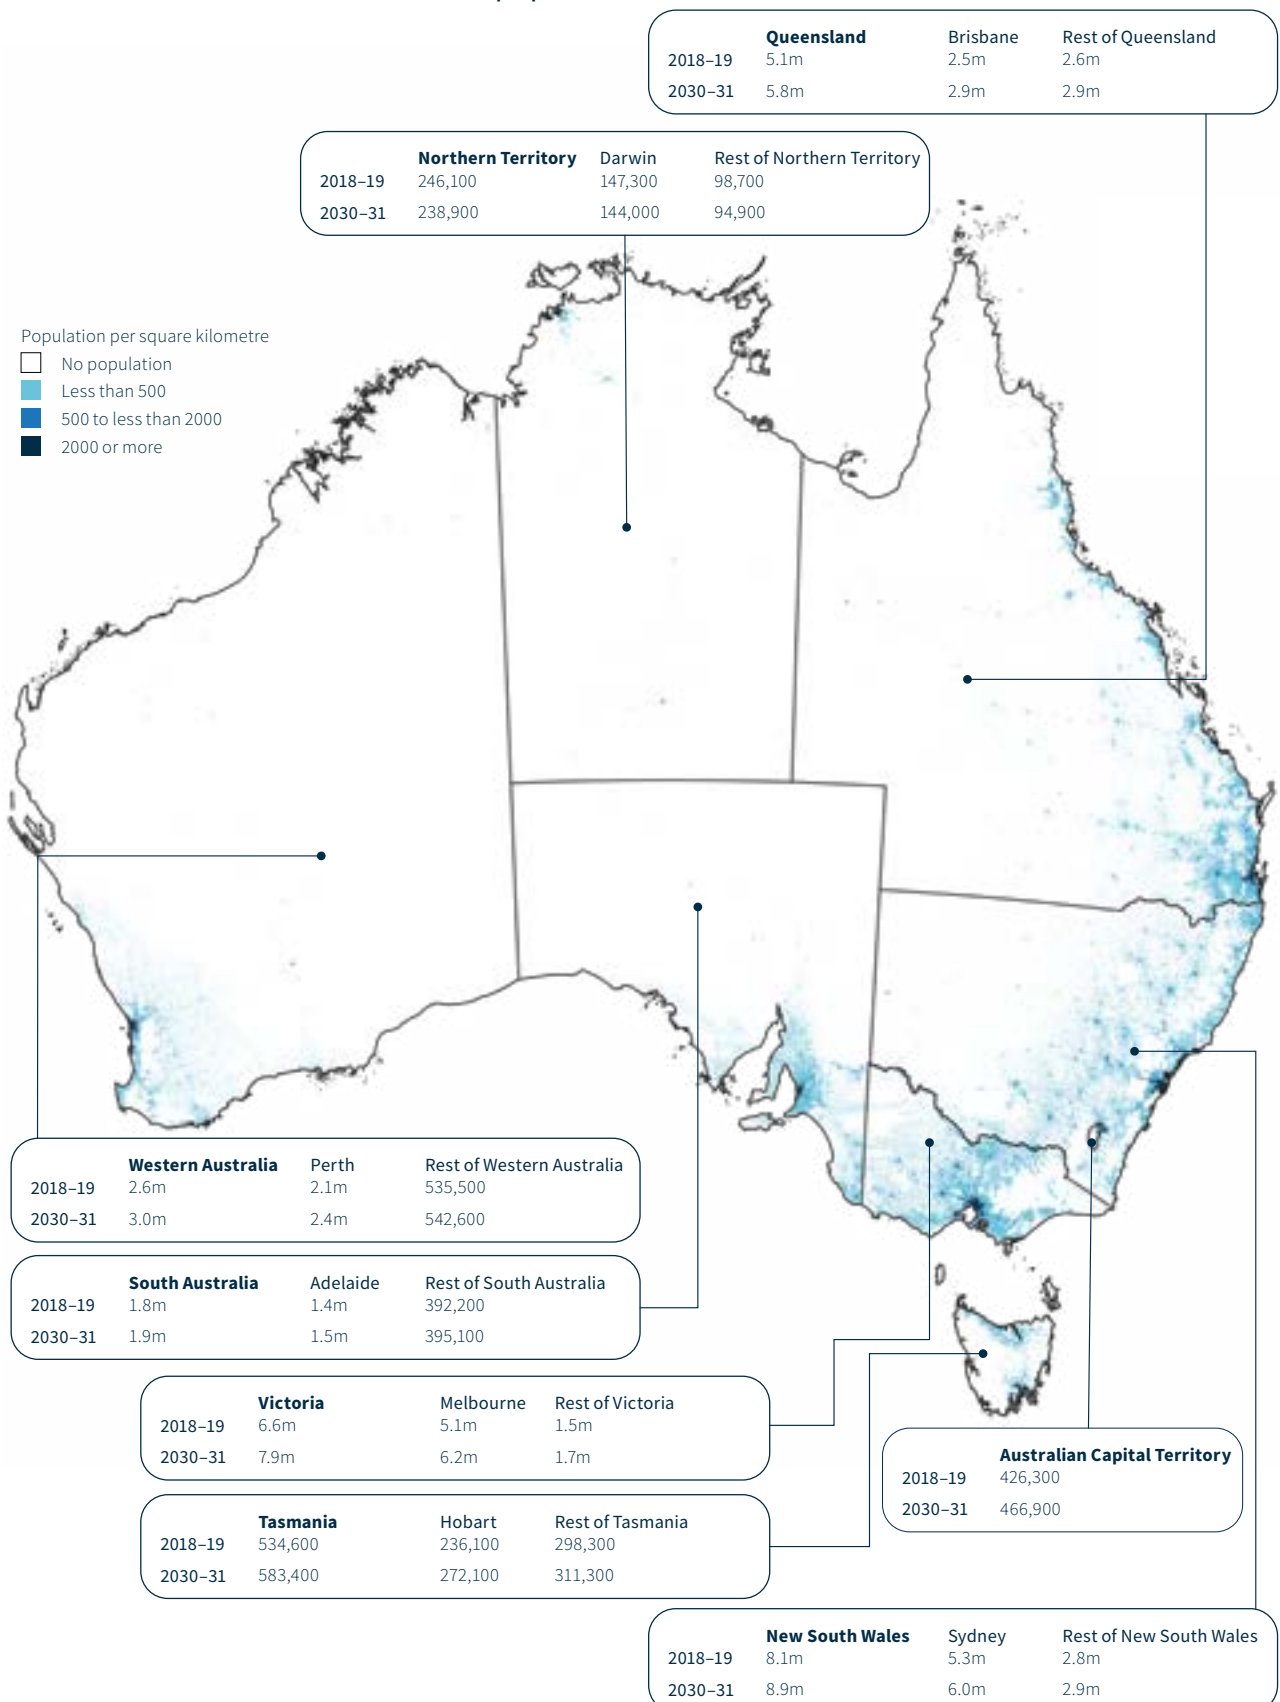 Queensland Brisbane Rest of Queensland
2018–19 5.1m 2.5m 2.6m
2030–31 5.8m 2.9m 2.9m
Northern Territory Darwin Rest of Northern Territory
2018–19 246,100 147,300 98,700
2030–31 238,900 144,000 94,900
Population per square kilometre
No population
Less than 500
500 to less than 2000
2000 or more
Western Australia Perth Rest of Western Australia
2018–19 2.6m 2.1m 535,500
2030–31 3.0m 2.4m 542,600
South Australia Adelaide Rest of South Australia
2018–19 1.8m 1.4m 392,200
2030–31 1.9m 1.5m 395,100
Victoria Melbourne Rest of Victoria
2018–19 6.6m 5.1m 1.5m
2030–31 7.9m 6.2m 1.7m
Australian Capital Territory
2018–19 426,300
2030–31 466,900
Tasmania Hobart Rest of Tasmania
2018–19 534,600 236,100 298,300
2030–31 583,400 272,100 311,300
New South Wales Sydney Rest of New South Wales
2018–19 8.1m 5.3m 2.8m
2030–31 8.9m 6.0m 2.9m